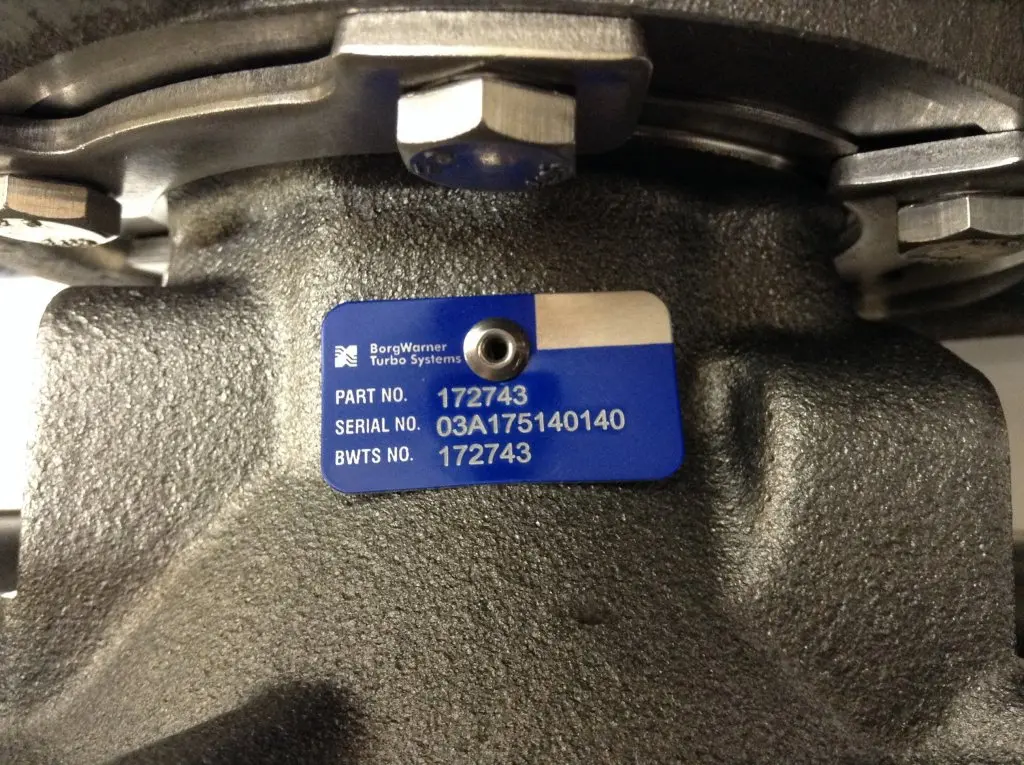 BorgWarner
Turbo Systems
PART NO. 172743
SERIAL NO. 03A175140140
BWTS NO. 172743